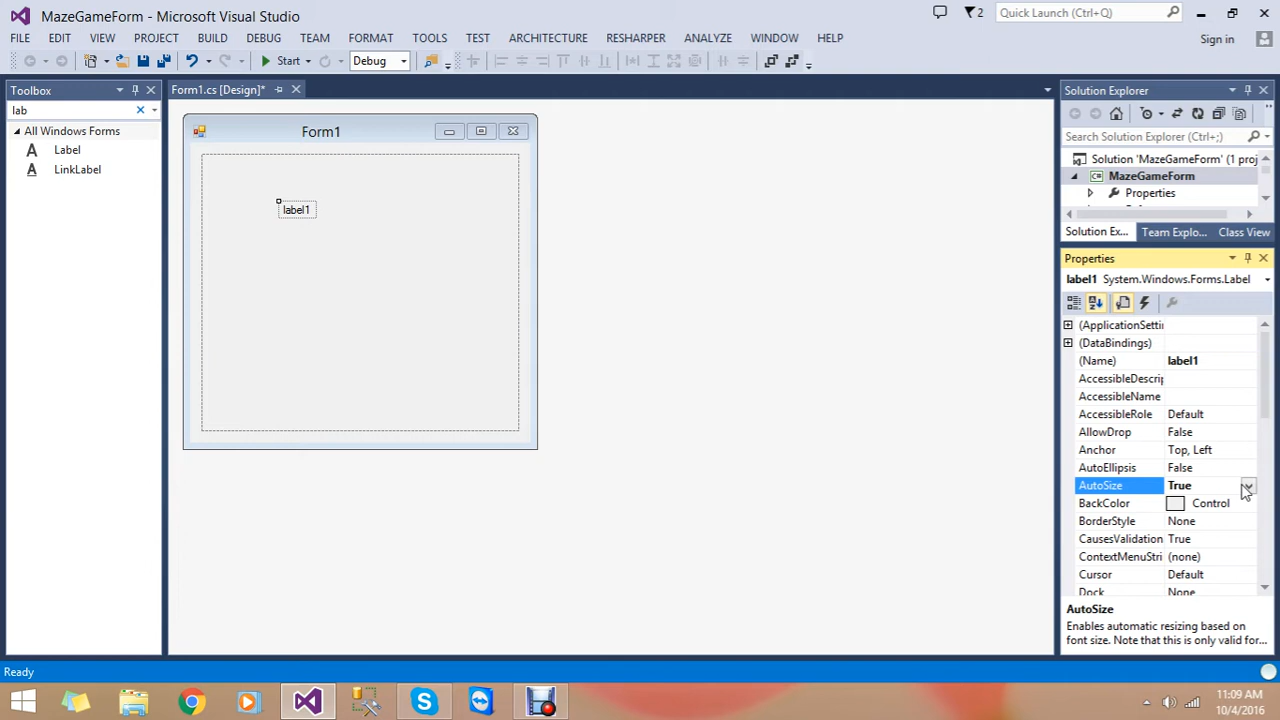 MazeGameForm - Microsoft Visual Studio
2
Quick Launch (Ctrl+Q)
FILE EDIT VIEW PROJECT BUILD DEBUG TEAM FORMAT TOOLS TEST ARCHITECTURE RESHARPER ANALYZE WINDOW HELP
Sign in
Start
Debug
Toolbox
lab
All Windows Forms
A Label
A LinkLabel
Form1.cs [Design]*
Form1
label1
Solution Explorer
Search Solution Explorer (Ctrl+;)
Solution 'MazeGameForm' (1 proj
C# MazeGameForm
Properties
Solution Ex... Team Explo... Class View
Properties
label1 System.Windows.Forms.Label
(ApplicationSetti
(DataBindings)
(Name) label1
AccessibleDescrip
AccessibleName
AccessibleRole Default
AllowDrop False
Anchor Top, Left
AutoEllipsis False
AutoSize True
BackColor Control
BorderStyle None
CausesValidation True
ContextMenuStri (none)
Cursor Default
Dock None
AutoSize
Enables automatic resizing based on
font size. Note that this is only valid for...
Ready
11:09 AM
10/4/2016